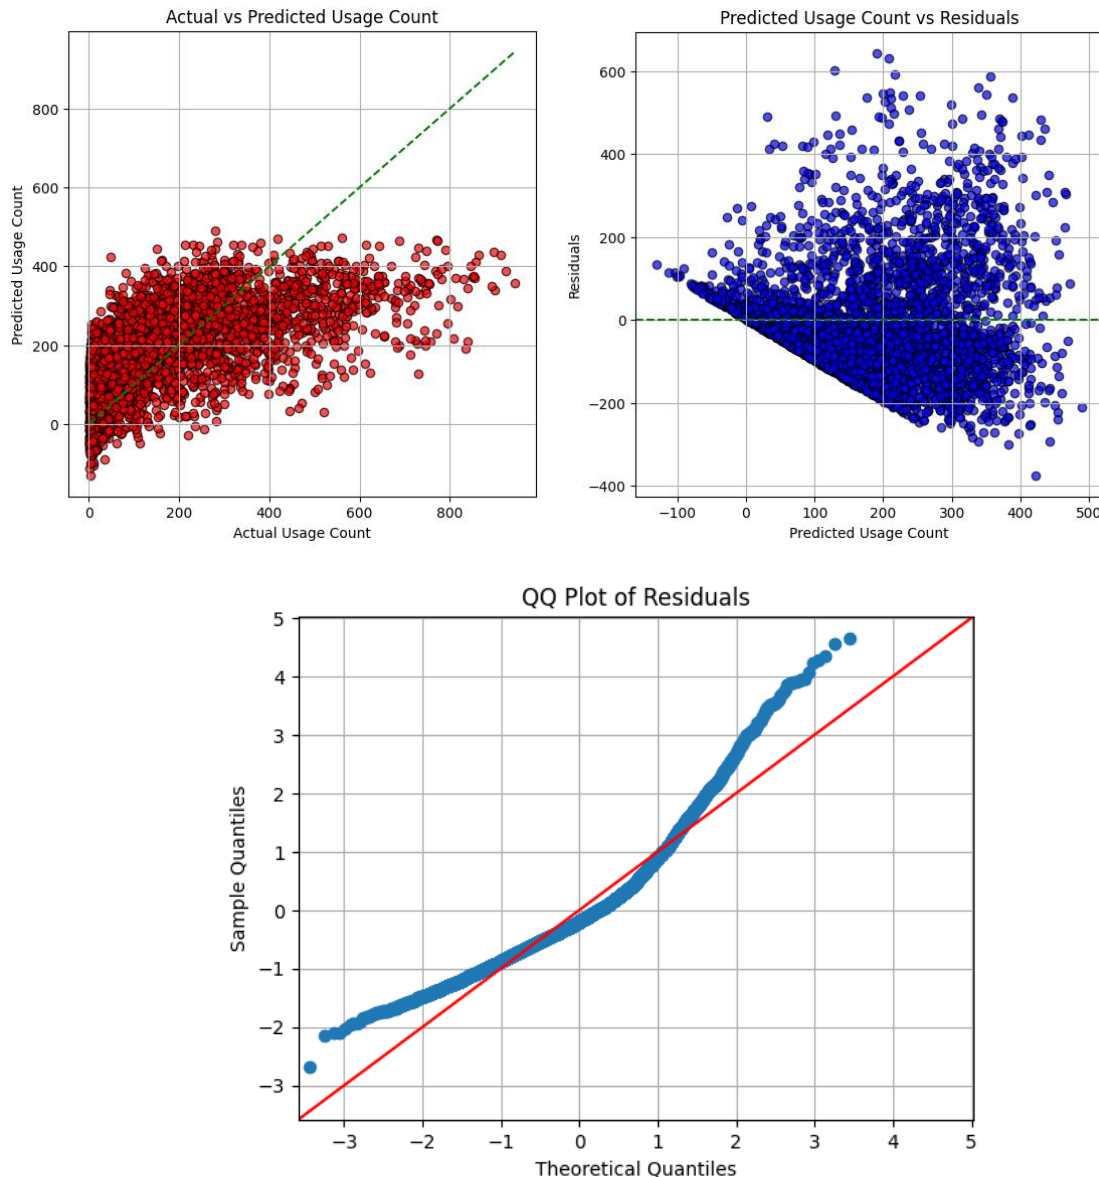 Actual vs Predicted Usage Count
Predicted Usage Count
800
600
400
200
0
0 200 400 600 800
Actual Usage Count
Predicted Usage Count vs Residuals
Residuals
600
400
200
0
−200
−400
−100 0 100 200 300 400 500
Predicted Usage Count
QQ Plot of Residuals
Sample Quantiles
5
4
3
2
1
0
−1
−2
−3
−3 −2 −1 0 1 2 3 4 5
Theoretical Quantiles